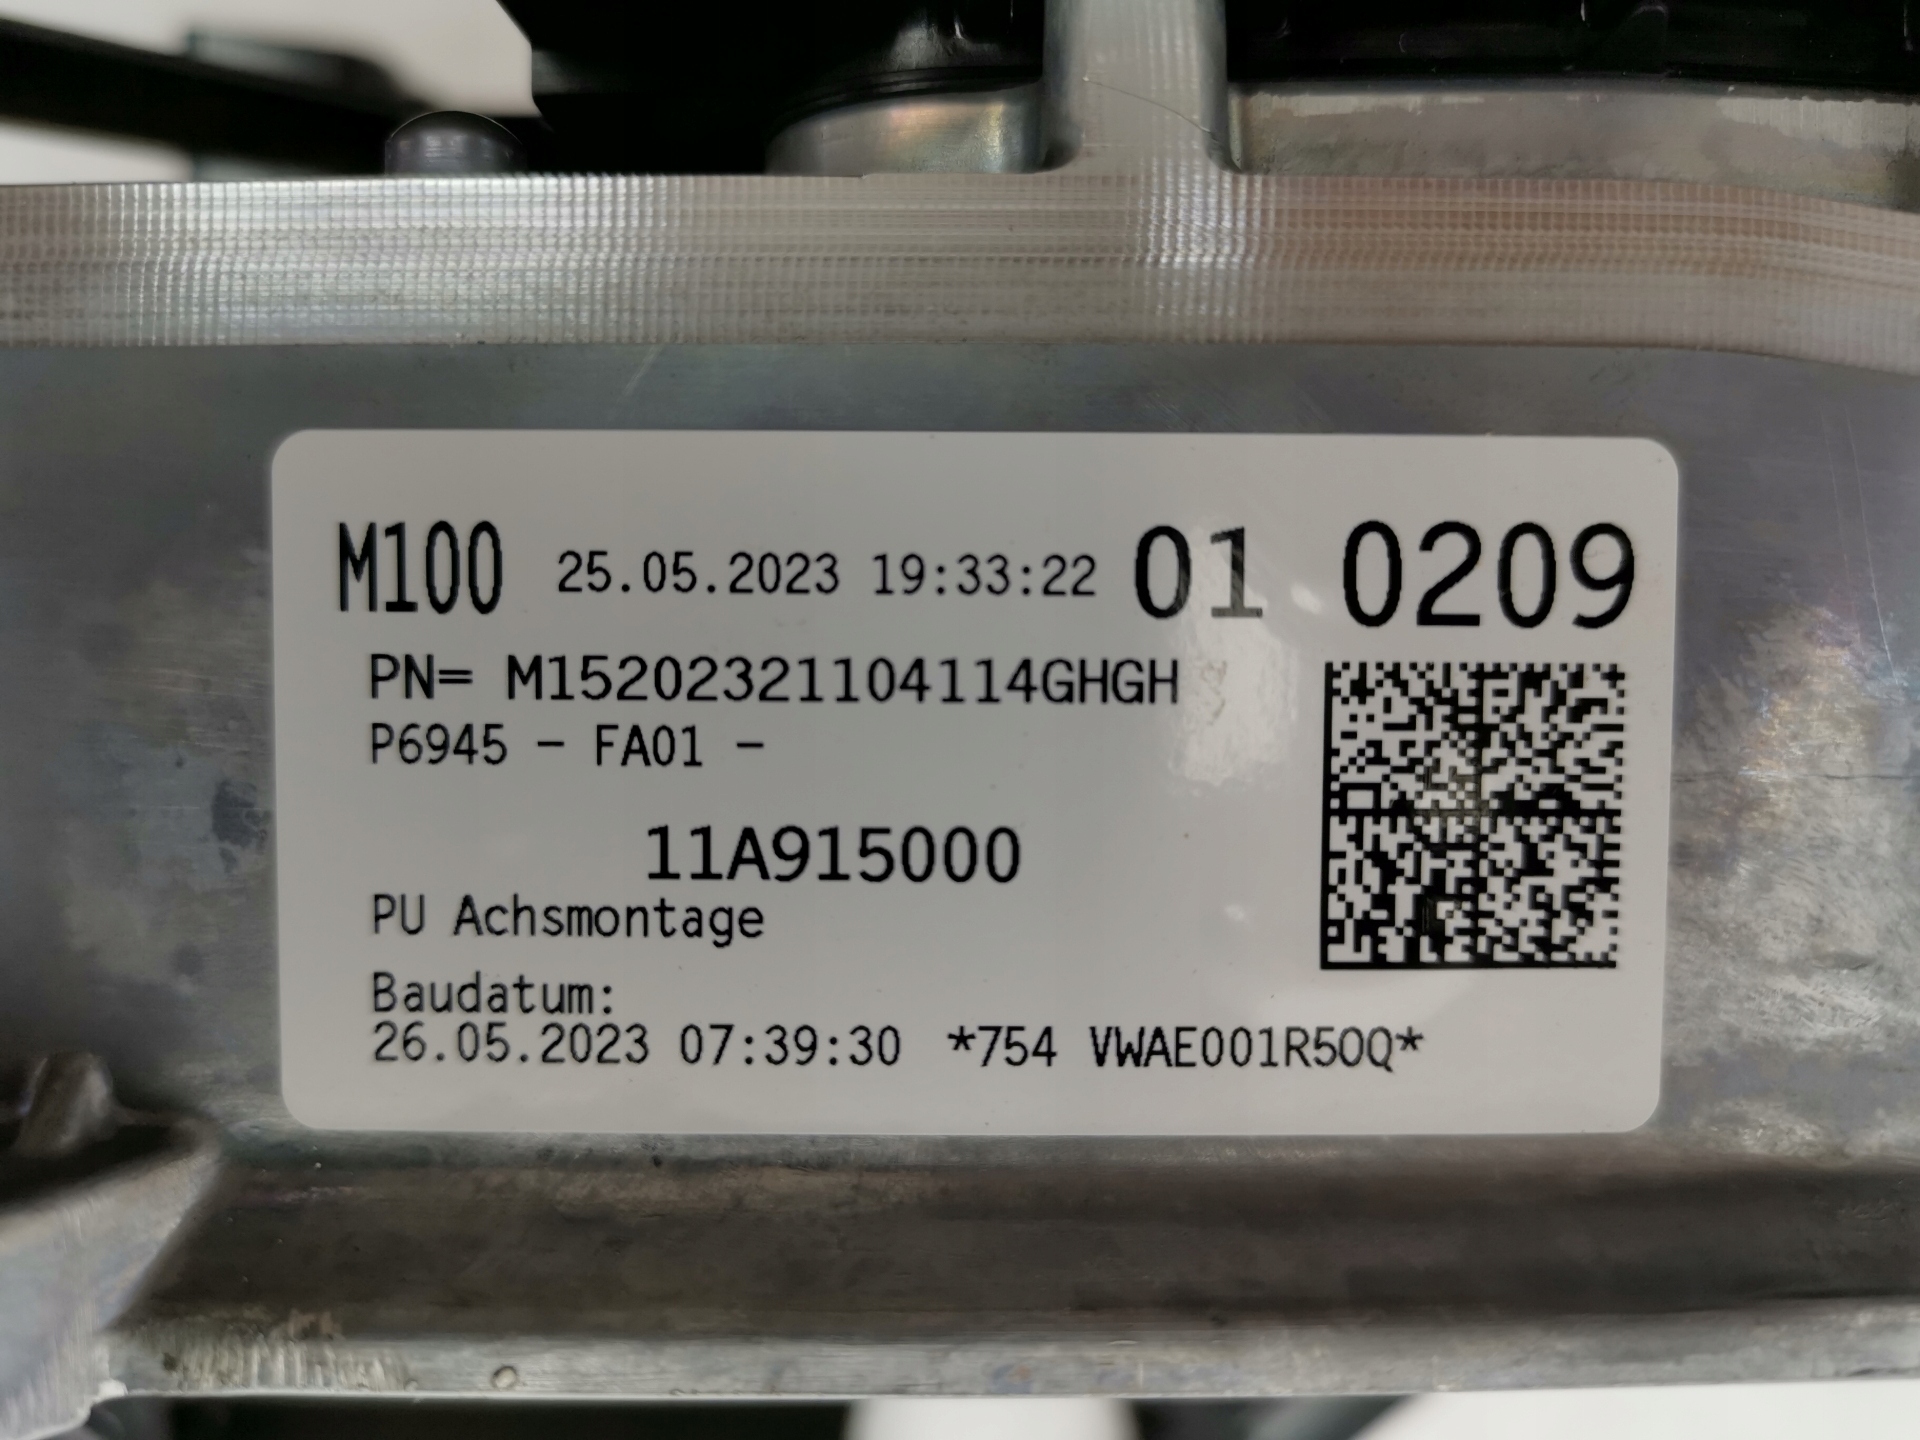 M100 25.05.2023 19:33:22 01 0209
PN= M15202321104114GHGH
P6945 - FA01 -
11A915000
PU Achsmontage
Baudatum:
26.05.2023 07:39:30 *754 VWAE001R5OQ*